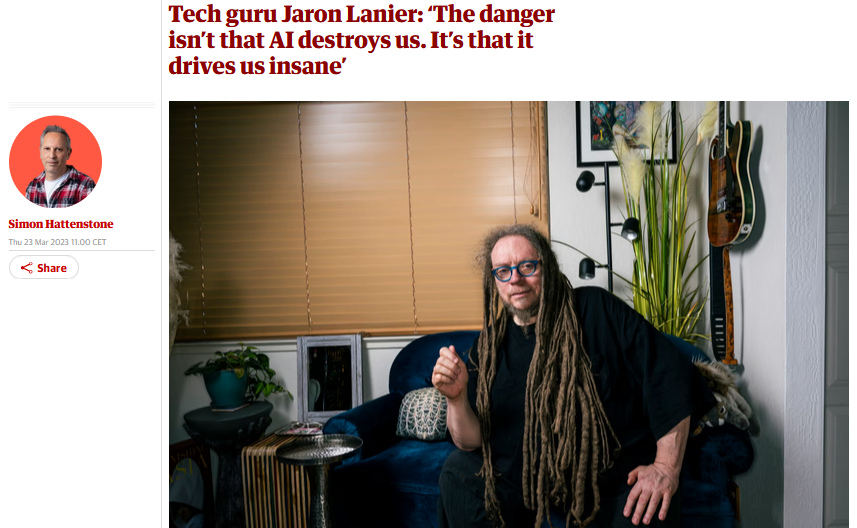 Tech guru Jaron Lanier: ‘The danger
isn’t that AI destroys us. It’s that it
drives us insane’
Simon Hattenstone
Thu 23 Mar 2023 11.00 CET
Share